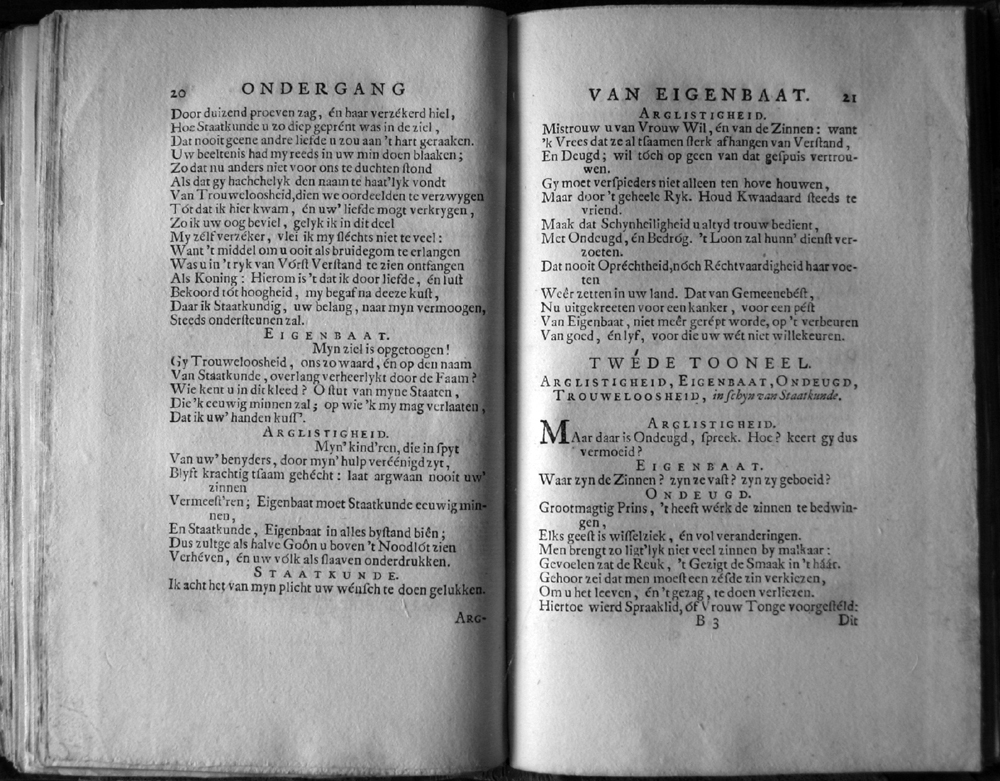 20 ONDERGANG
Door duizend proeven zag, én haar verzékerd hiel,
Hoe Staatkunde u zo diep geprént was in de ziel,
Dat nooit geene andre liefde u zou aan 't hart geraaken.
Uw beeltenis had my reeds in uw min doen blaaken;
Zo dat nu anders niet voor ons te duchten stond
Als dat gy hachchelyk den naam te haat'lyk vondt
Van Trouweloosheid, dien we oordeelden te verzwygen
Tót dat ik hier kwam, én uw' liefde mogt verkrygen,
Zo ik uw oog beviel, gelyk ik in dit deel
My zélf verzéker, vlei ik my sléchts niet te veel:
Want 't middel om u ooit als bruidegom te erlangen
Was u in 't ryk van Vórst Verstand te zien ontfangen
Als Koning: Hierom is 't dat ik door liefde, én lust
Bekoord tót hoogheid, my begaf na deeze kust,
Daar ik Staatkundig, uw belang, naar myn vermoogen,
Steeds ondersteunen zal.
EIGENBAAT.
Myn ziel is opgetoogen!
Gy Trouweloosheid, ons zo waard, én op den naam
Van Staatkunde, overlang verheerlykt door de Faam?
Wie kent u in dit kleed? O stut van myne Staaten,
Die 'k eeuwig minnen zal; op wie 'k my mag verlaaten,
Dat ik uw' handen kuss'.
ARGLISTIGHEID.
Myn' kind'ren, die in spyt
Van uw' benyders, door myn' hulp veréénigd zyt,
Blyft krachtig tsaam gehécht: laat argwaan nooit uw'
zinnen
Vermeest'ren; Eigenbaat moet Staatkunde eeuwig min-
nen,
En Staatkunde, Eigenbaat in alles bystand biên;
Dus zult ge als halve Goôn u boven 't Noodlót zien
Verhéven, én uw vólk als slaaven onderdrukken.
STAATKUNDE.
Ik acht het van myn plicht uw wénsch te doen gelukken.
ARG-
VAN EIGENBAAT. 21
ARGLISTIGHEID.
Mistrouw u van Vrouw Wil, én van de Zinnen: want
'k Vrees dat ze al tsaamen sterk afhangen van Verstand,
En Deugd; wil tóch op geen van dat gespuis vertrou-
wen.
Gy moet verspieders niet alleen ten hove houwen,
Maar door 't geheele Ryk. Houd Kwaadaard steeds te
vriend.
Maak dat Schynheiligheid u altyd trouw bedient,
Met Ondeugd, én Bedróg. 't Loon zal hunn' dienst ver-
zoeten.
Dat nooit Opréchtheid, nóch Réchtvaardigheid haar voe-
ten
Weêr zetten in uw land. Dat van Gemeenebést,
Nu uitgekreeten voor een kanker, voor een pést
Van Eigenbaat, niet meêr gerépt worde, op 't verbeuren
Van goed, én lyf, voor die uw wét niet willekeuren.
TWÉDE TOONEEL.
ARGLISTIGHEID, EIGENBAAT, ONDEUGD,
TROUWELOOSHEID, in schyn van Staatkunde.
ARGLISTIGHEID.
MAar daar is Ondeugd, spreek. Hoe? keert gy dus
vermoeid?
EIGENBAAT.
Waar zyn de Zinnen? zyn ze vast? zyn zy geboeid?
ONDEUGD.
Grootmagtig Prins, 't heeft wérk de zinnen te bedwin-
gen,
Elks geest is wisselziek, én vol veranderingen.
Men brengt zo ligt'lyk niet veel zinnen by malkaar:
Gevoelen zat de Reuk, 't Gezigt de Smaak in 't háár.
Gehoor zei dat men moest een zésde zin verkiezen,
Om u het leeven, én 't gezag, te doen verliezen.
Hiertoe wierd Spraaklid, óf Vrouw Tonge voorgestéld:
B 3 Dit